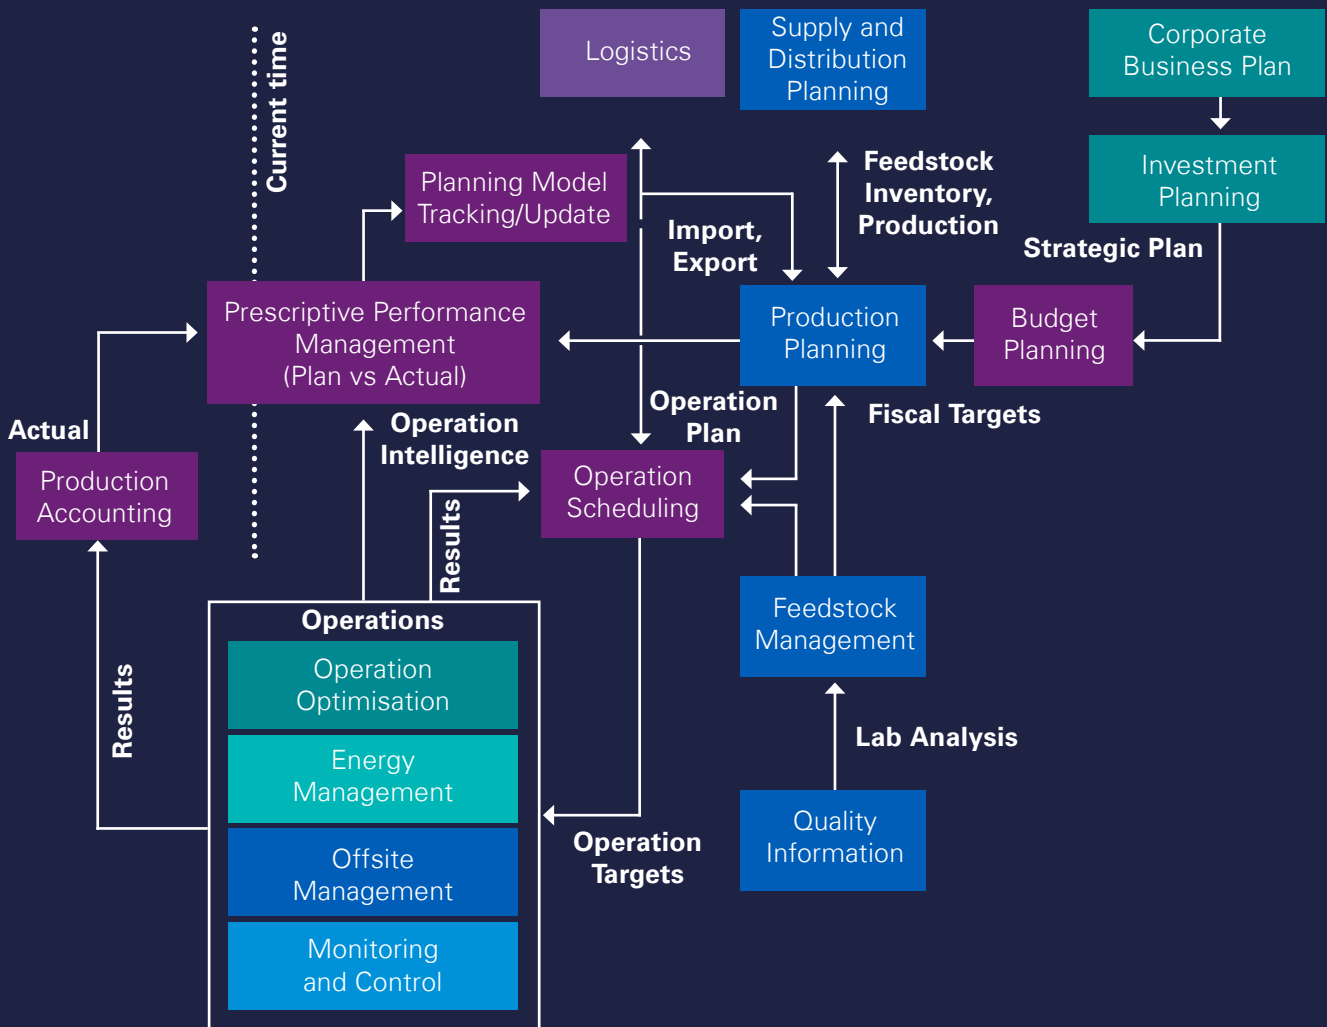 Logistics
Supply and
Distribution
Planning
Corporate
Business Plan
Current time
Planning Model
Tracking/Update
Feedstock
Inventory,
Production
Investment
Planning
Import,
Export
Strategic Plan
Prescriptive Performance
Management
(Plan vs Actual)
Production
Planning
Budget
Planning
Actual
Operation
Intelligence
Operation
Plan
Fiscal Targets
Production
Accounting
Results
Operation
Scheduling
Operations
Feedstock
Management
Operation
Optimisation
Results
Lab Analysis
Energy
Management
Operation
Targets
Quality
Information
Offsite
Management
Monitoring
and Control